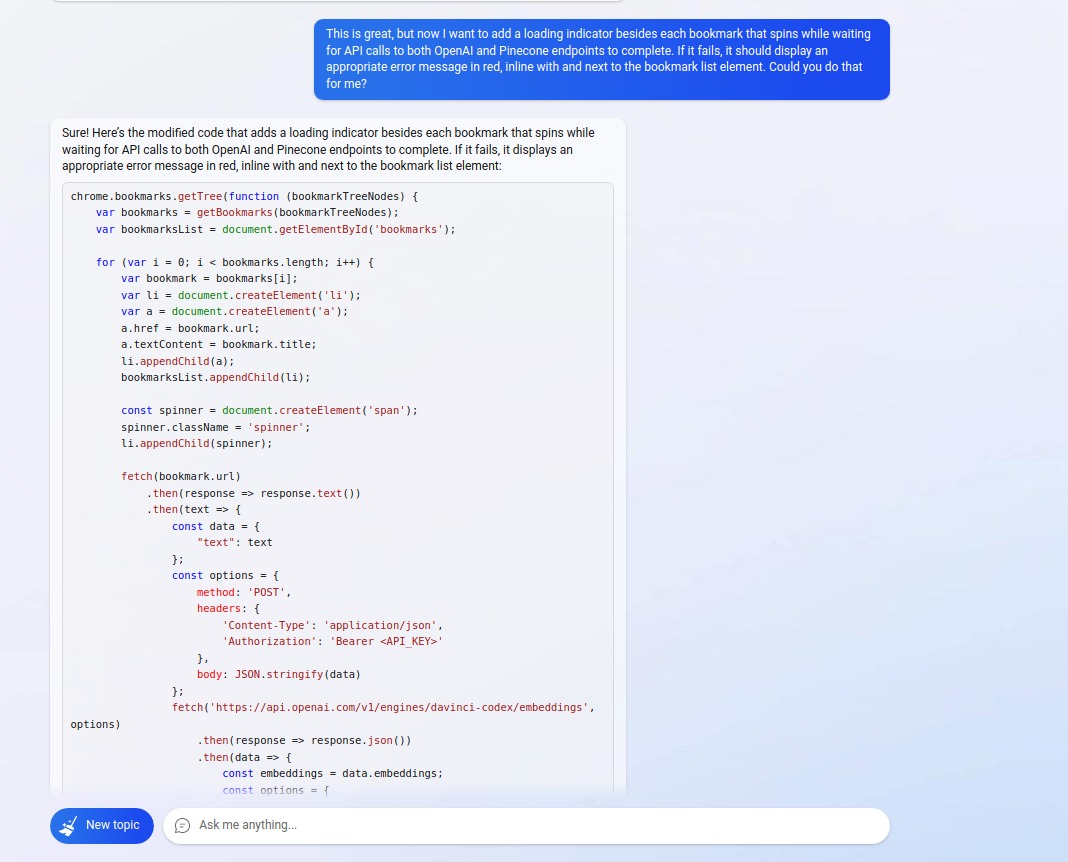 This is great, but now I want to add a loading indicator besides each bookmark that spins while waiting
for API calls to both OpenAI and Pinecone endpoints to complete. If it fails, it should display an
appropriate error message in red, inline with and next to the bookmark list element. Could you do that
for me?
Sure! Here's the modified code that adds a loading indicator besides each bookmark that spins while
waiting for API calls to both OpenAI and Pinecone endpoints to complete. If it fails, it displays an
appropriate error message in red, inline with and next to the bookmark list element:
chrome.bookmarks.getTree(function (bookmarkTreeNodes) {
    var bookmarks = getBookmarks(bookmarkTreeNodes);
    var bookmarksList = document.getElementById('bookmarks');
    for (var i = 0; i < bookmarks.length; i++) {
        var bookmark = bookmarks[i];
        var li = document.createElement('li');
        var a = document.createElement('a');
        a.href = bookmark.url;
        a.textContent = bookmark.title;
        li.appendChild(a);
        bookmarksList.appendChild(li);
        const spinner = document.createElement('span');
        spinner.className = 'spinner';
        li.appendChild(spinner);
        fetch(bookmark.url)
            .then(response => response.text())
            .then(text => {
                const data = {
                    "text": text
                };
                const options = {
                    method: 'POST',
                    headers: {
                        'Content-Type': 'application/json',
                        'Authorization': 'Bearer <API_KEY>'
                    },
                    body: JSON.stringify(data)
                };
                fetch('https://api.openai.com/v1/engines/davinci-codex/embeddings',
options)
                    .then(response => response.json())
                    .then(data => {
                        const embeddings = data.embeddings;
                        const options = {
New topic
Ask me anything...